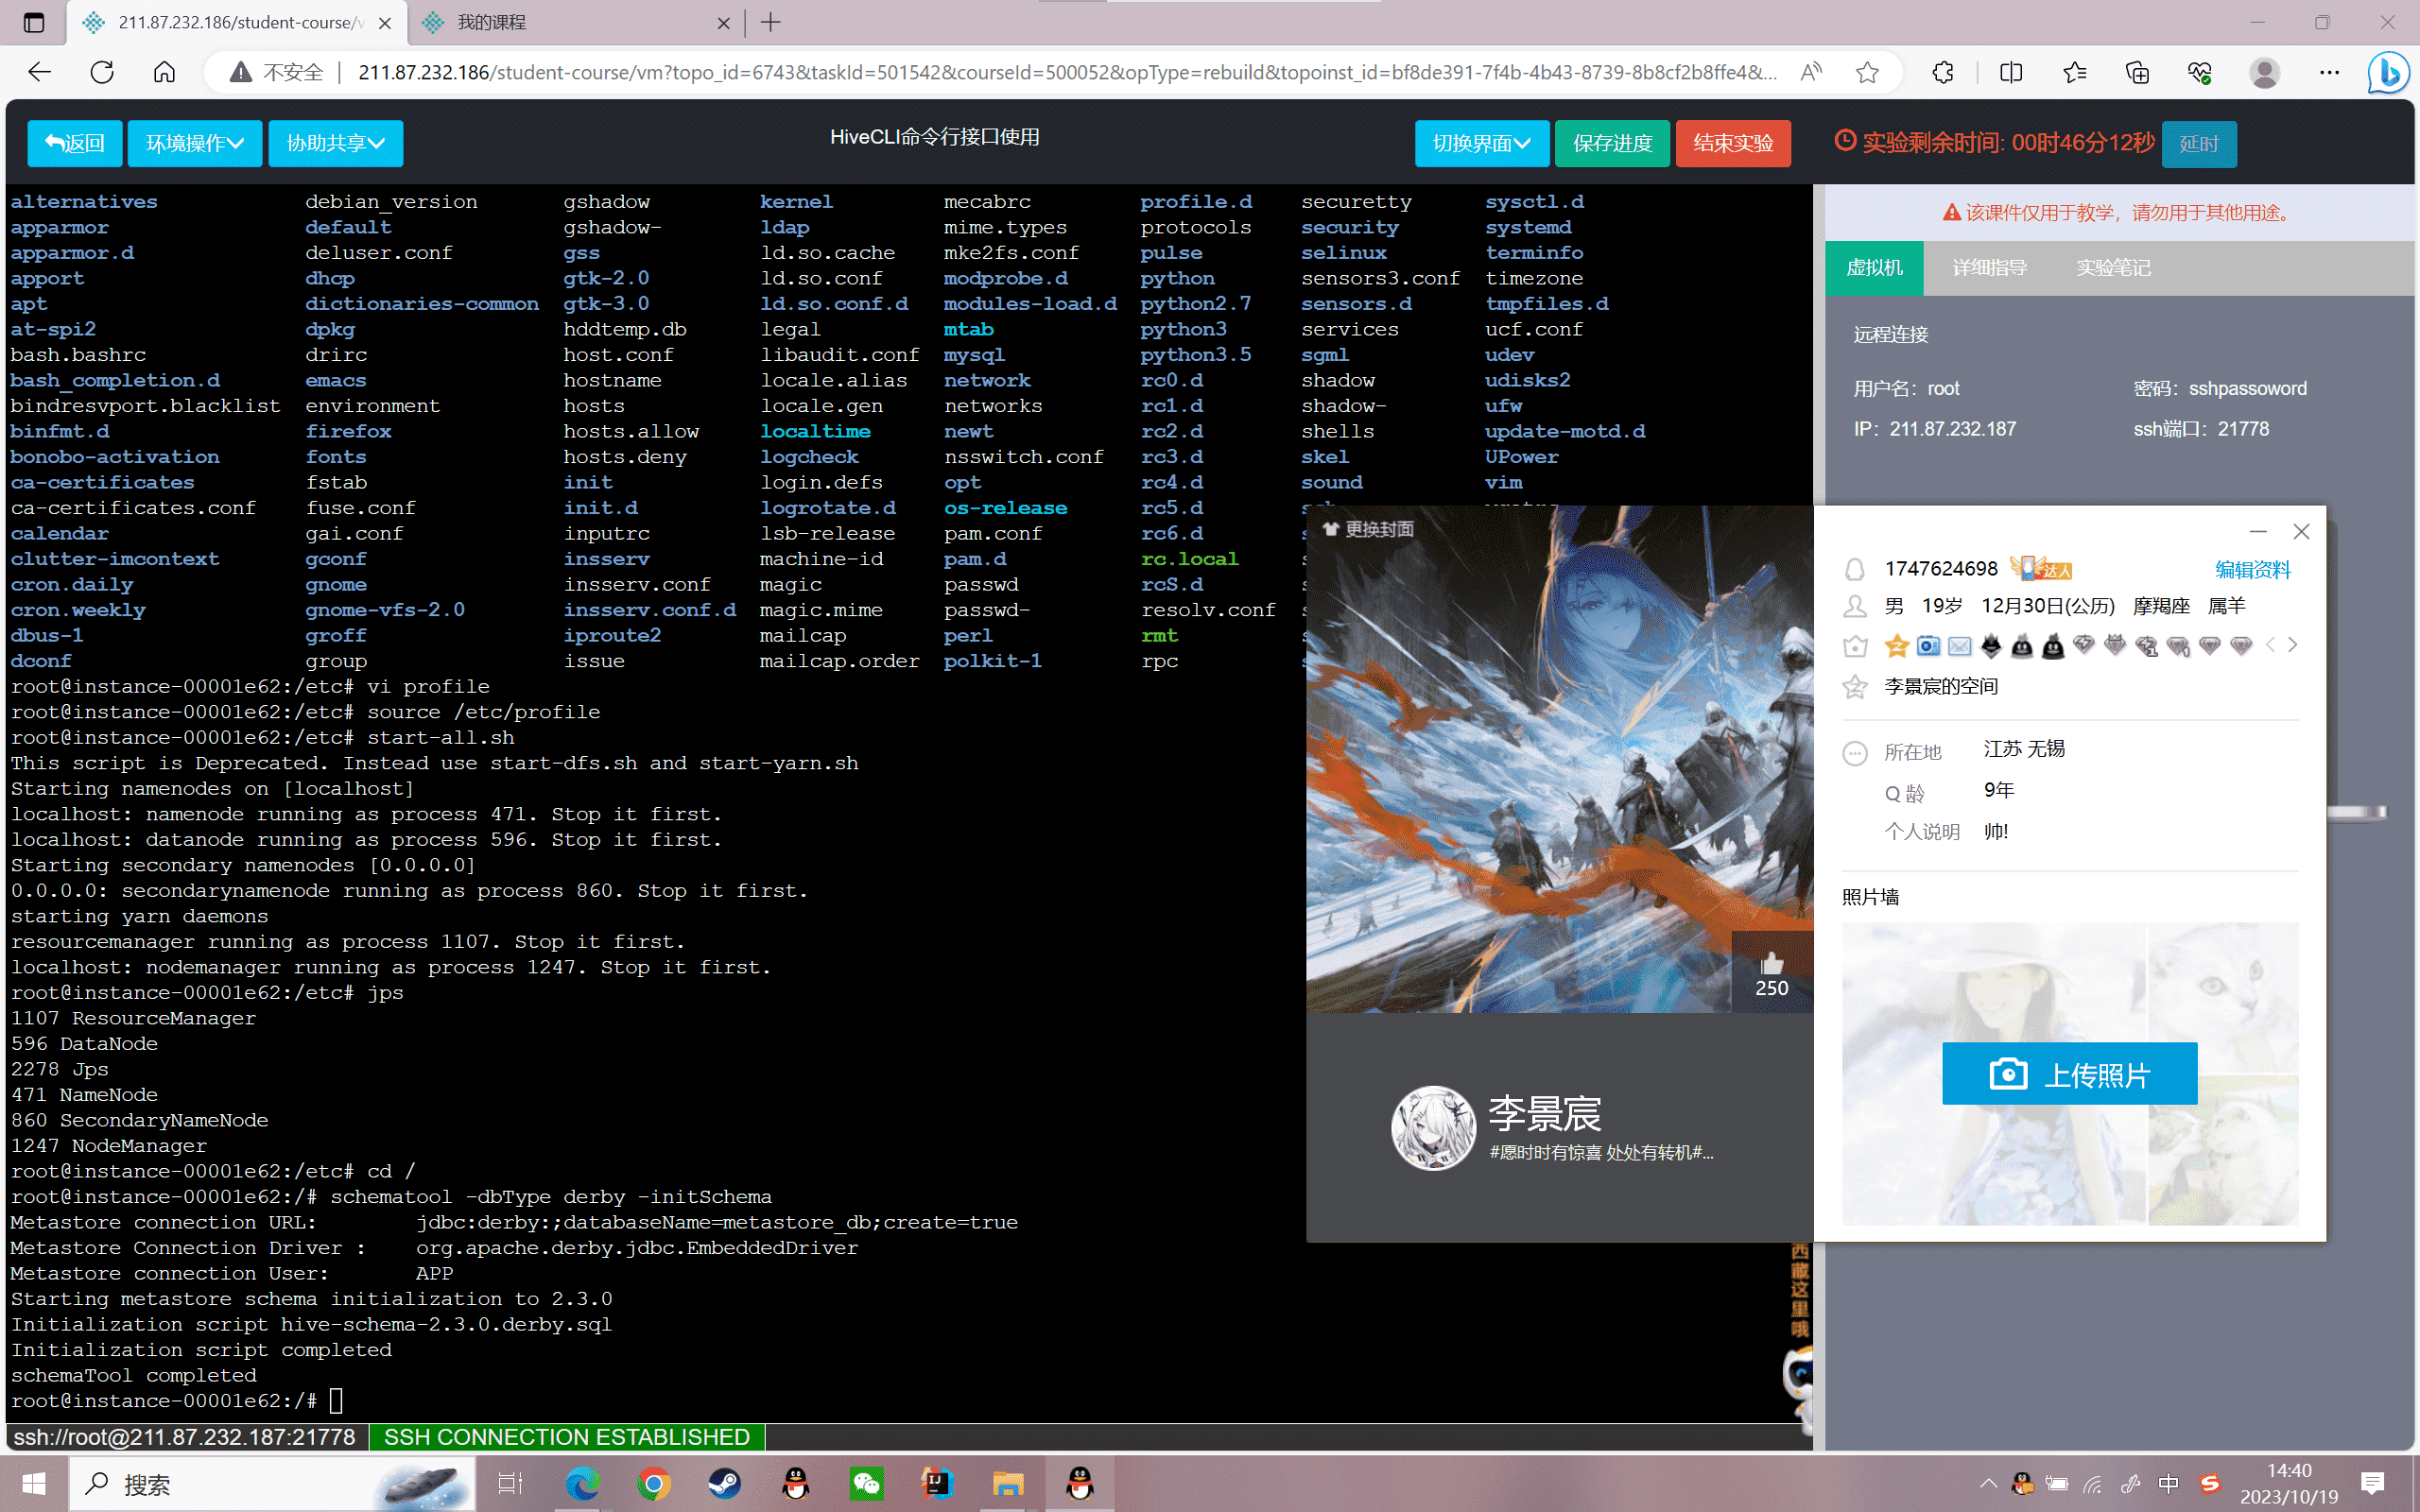 211.87.232.186/student-course/v
我的课程
不安全
211.87.232.186/student-course/vm?topo_id=6743&taskId=501542&courseId=500052&opType=rebuild&topoinst_id=bf8de391-7f4b-4b43-8739-8b8cf2b8ffe4&...
返回 环境操作 协助共享
HiveCLI命令行接口使用
切换界面 保存进度 结束实验
实验剩余时间: 00时46分12秒 延时
alternatives debian_version gshadow kernel mecabrc profile.d securetty sysctl.d
apparmor default gshadow- ldap mime.types protocols security systemd
apparmor.d deluser.conf gss ld.so.cache mke2fs.conf pulse selinux terminfo
apport dhcp gtk-2.0 ld.so.conf modprobe.d python sensors3.conf timezone
apt dictionaries-common gtk-3.0 ld.so.conf.d modules-load.d python2.7 sensors.d tmpfiles.d
at-spi2 dpkg hddtemp.db legal mtab python3 services ucf.conf
bash.bashrc drirc host.conf libaudit.conf mysql python3.5 sgml udev
bash_completion.d emacs hostname locale.alias network rc0.d shadow udisks2
bindresvport.blacklist environment hosts locale.gen networks rc1.d shadow- ufw
binfmt.d firefox hosts.allow localtime newt rc2.d shells update-motd.d
bonobo-activation fonts hosts.deny logcheck nsswitch.conf rc3.d skel UPower
ca-certificates fstab init login.defs opt rc4.d sound vim
ca-certificates.conf fuse.conf init.d logrotate.d os-release rc5.d
calendar gai.conf inputrc lsb-release pam.conf rc6.d
clutter-imcontext gconf insserv machine-id pam.d rc.local
cron.daily gnome insserv.conf magic passwd rcS.d
cron.weekly gnome-vfs-2.0 insserv.conf.d magic.mime passwd- resolv.conf
dbus-1 groff iproute2 mailcap perl rmt
dconf group issue mailcap.order polkit-1 rpc
root@instance-00001e62:/etc# vi profile
root@instance-00001e62:/etc# source /etc/profile
root@instance-00001e62:/etc# start-all.sh
This script is Deprecated. Instead use start-dfs.sh and start-yarn.sh
Starting namenodes on [localhost]
localhost: namenode running as process 471. Stop it first.
localhost: datanode running as process 596. Stop it first.
Starting secondary namenodes [0.0.0.0]
0.0.0.0: secondarynamenode running as process 860. Stop it first.
starting yarn daemons
resourcemanager running as process 1107. Stop it first.
localhost: nodemanager running as process 1247. Stop it first.
root@instance-00001e62:/etc# jps
1107 ResourceManager
596 DataNode
2278 Jps
471 NameNode
860 SecondaryNameNode
1247 NodeManager
root@instance-00001e62:/etc# cd /
root@instance-00001e62:/# schematool -dbType derby -initSchema
Metastore connection URL: jdbc:derby:;databaseName=metastore_db;create=true
Metastore Connection Driver : org.apache.derby.jdbc.EmbeddedDriver
Metastore connection User: APP
Starting metastore schema initialization to 2.3.0
Initialization script hive-schema-2.3.0.derby.sql
Initialization script completed
schemaTool completed
root@instance-00001e62:/#
ssh://root@211.87.232.187:21778 SSH CONNECTION ESTABLISHED
该课件仅用于教学，请勿用于其他用途。
虚拟机 详细指导 实验笔记
远程连接
用户名：root 密码：sshpassoword
IP：211.87.232.187 ssh端口：21778
更换封面
250
李景宸
#愿时时有惊喜 处处有转机#...
1747624698 达人 编辑资料
男 19岁 12月30日(公历) 摩羯座 属羊
李景宸的空间
所在地 江苏 无锡
Q 龄 9年
个人说明 帅!
照片墙
上传照片
藏这里哦
搜索
中
14:40
2023/10/19